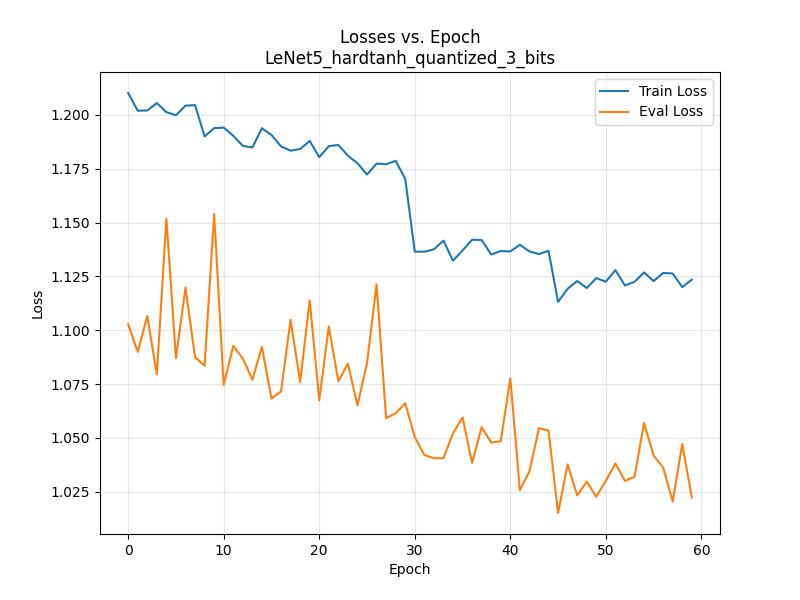 Losses vs. Epoch
LeNet5_hardtanh_quantized_3_bits
Train Loss
Eval Loss
1.200
1.175
1.150
1.125
1.100
1.075
1.050
1.025
Loss
0 10 20 30 40 50 60
Epoch